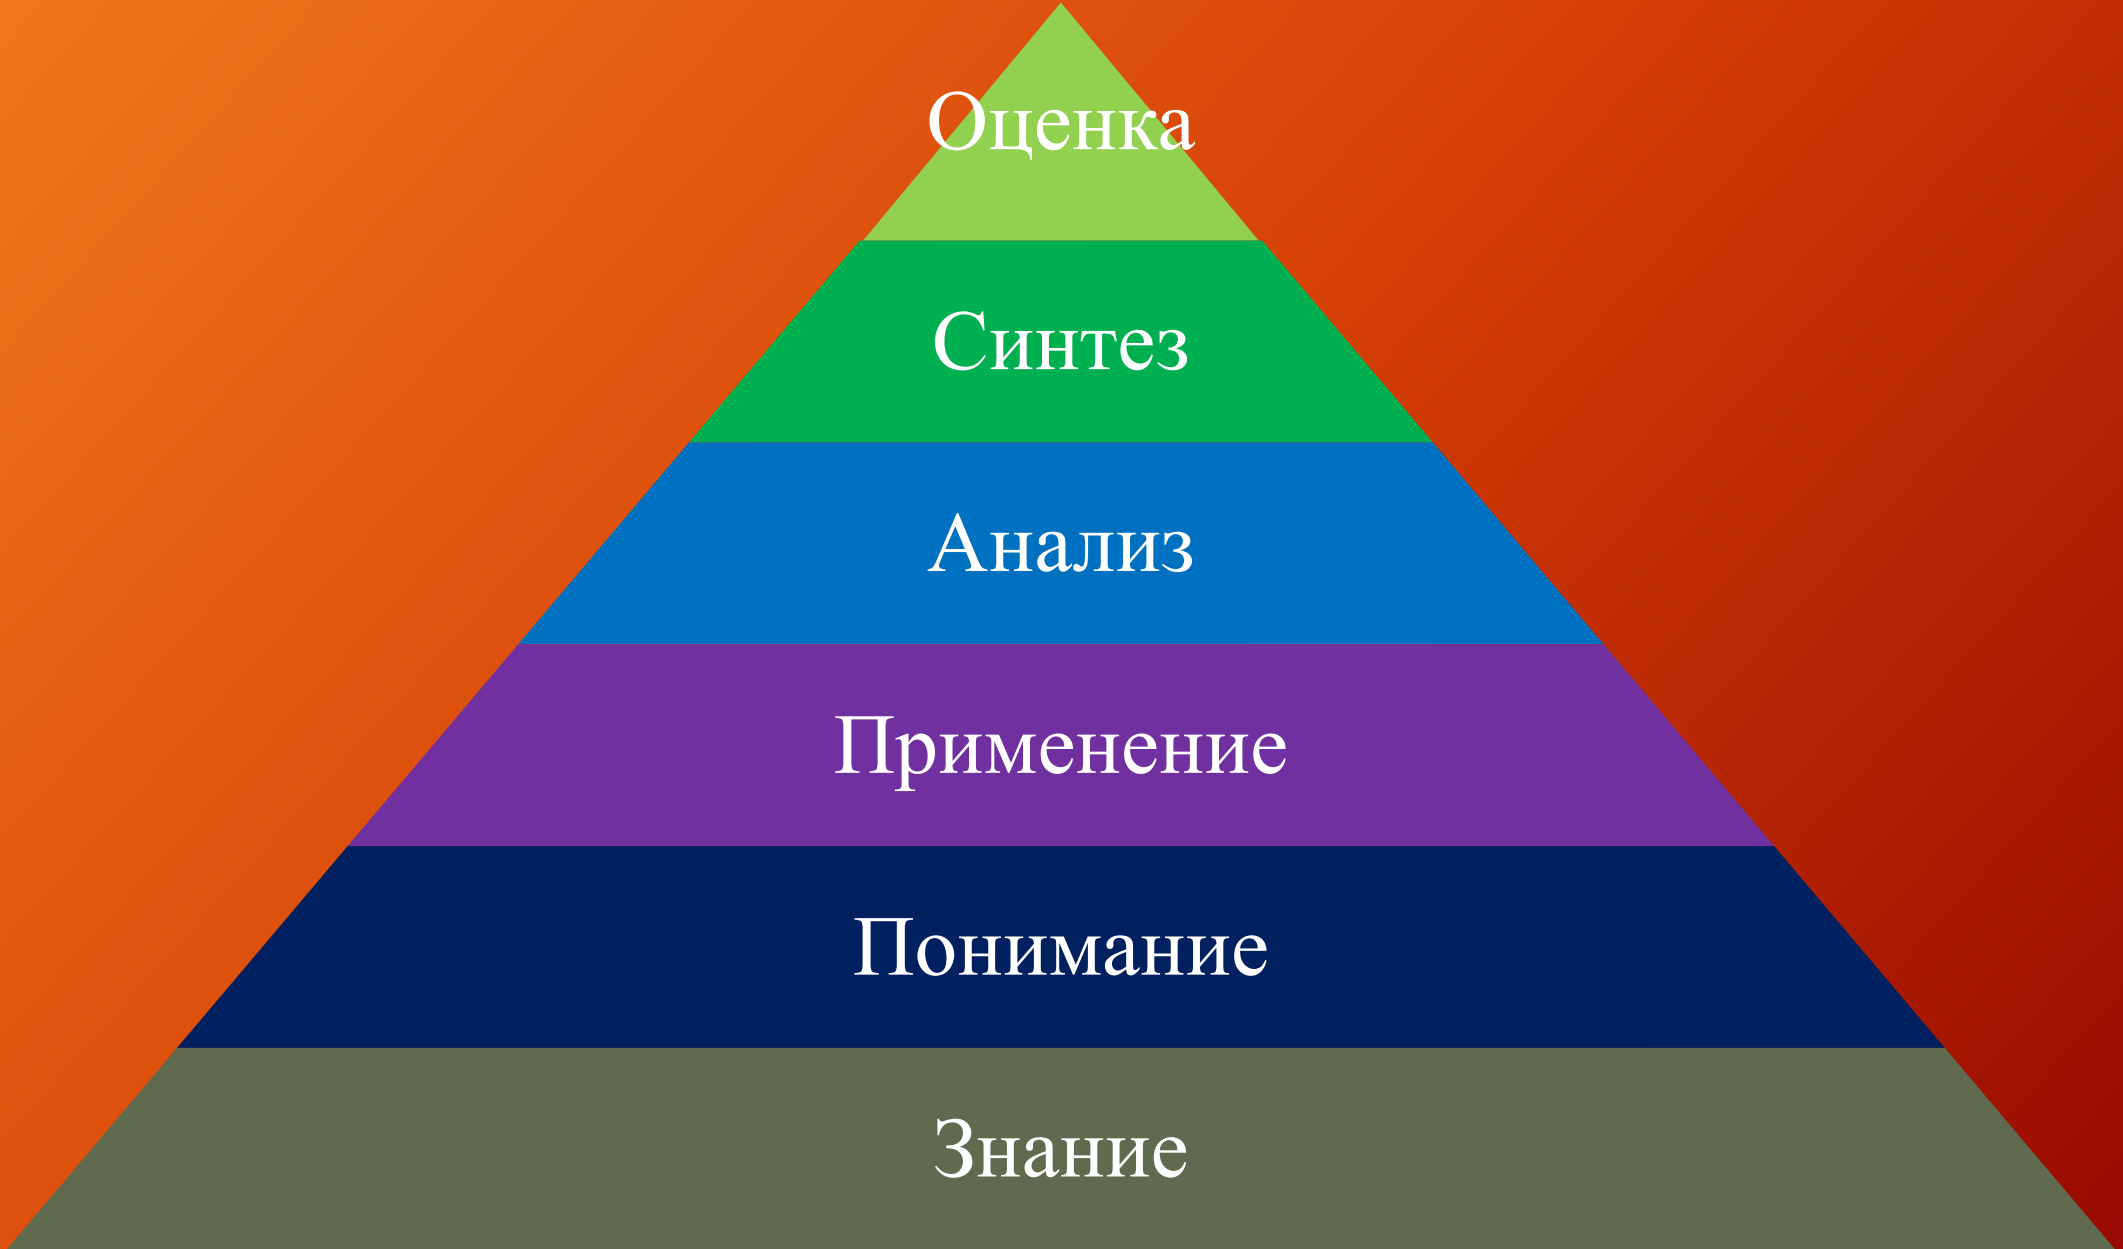 Оценка
Синтез
Анализ
Применение
Понимание
Знание